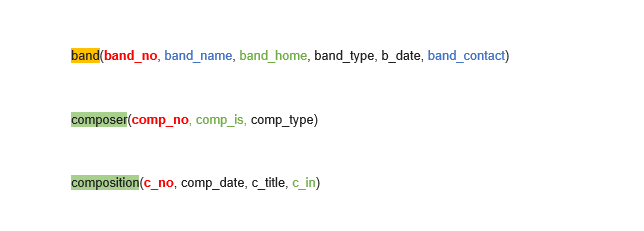 band(band_no, band_name, band_home, band_type, b_date, band_contact)
composer(comp_no, comp_is, comp_type)
composition(c_no, comp_date, c_title, c_in)